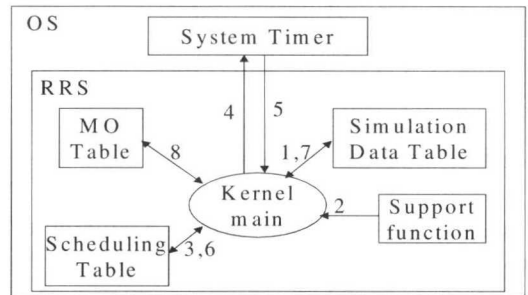 OS
System Timer
RRS
4
5
MO
Table
8
1,7
Simulation
Data Table
Kernel
main
2
Support
function
Scheduling
Table
3,6